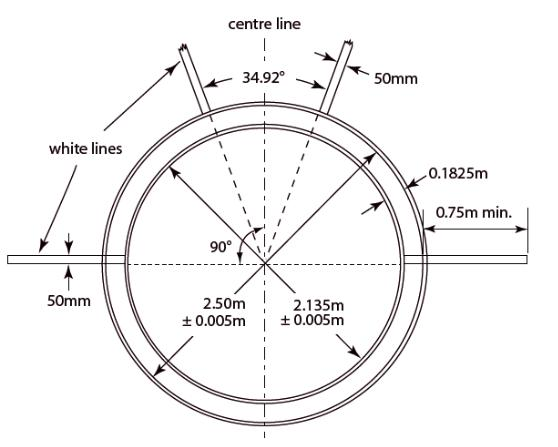 centre line
34.92°
50mm
white lines
0.1825m
0.75m min.
90°
50mm
2.50m
± 0.005m
2.135m
± 0.005m